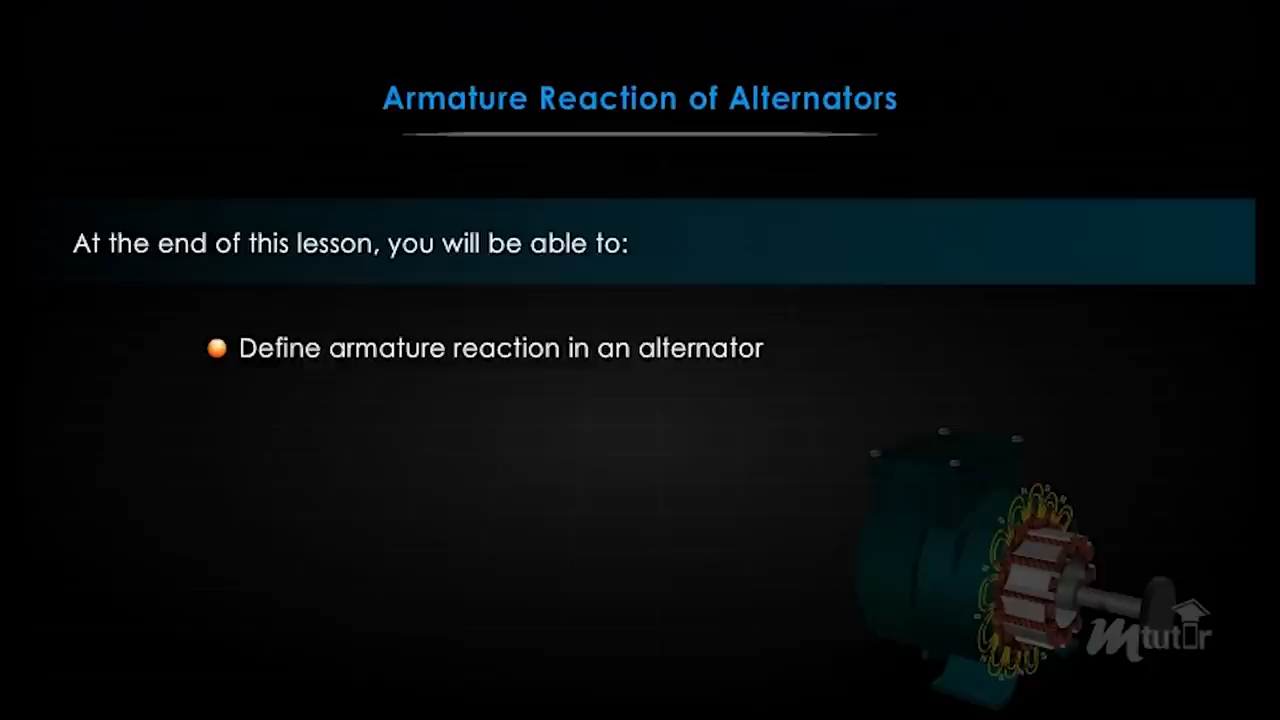 Armature Reaction of Alternators
At the end of this lesson, you will be able to:
Define armature reaction in an alternator
mtutor